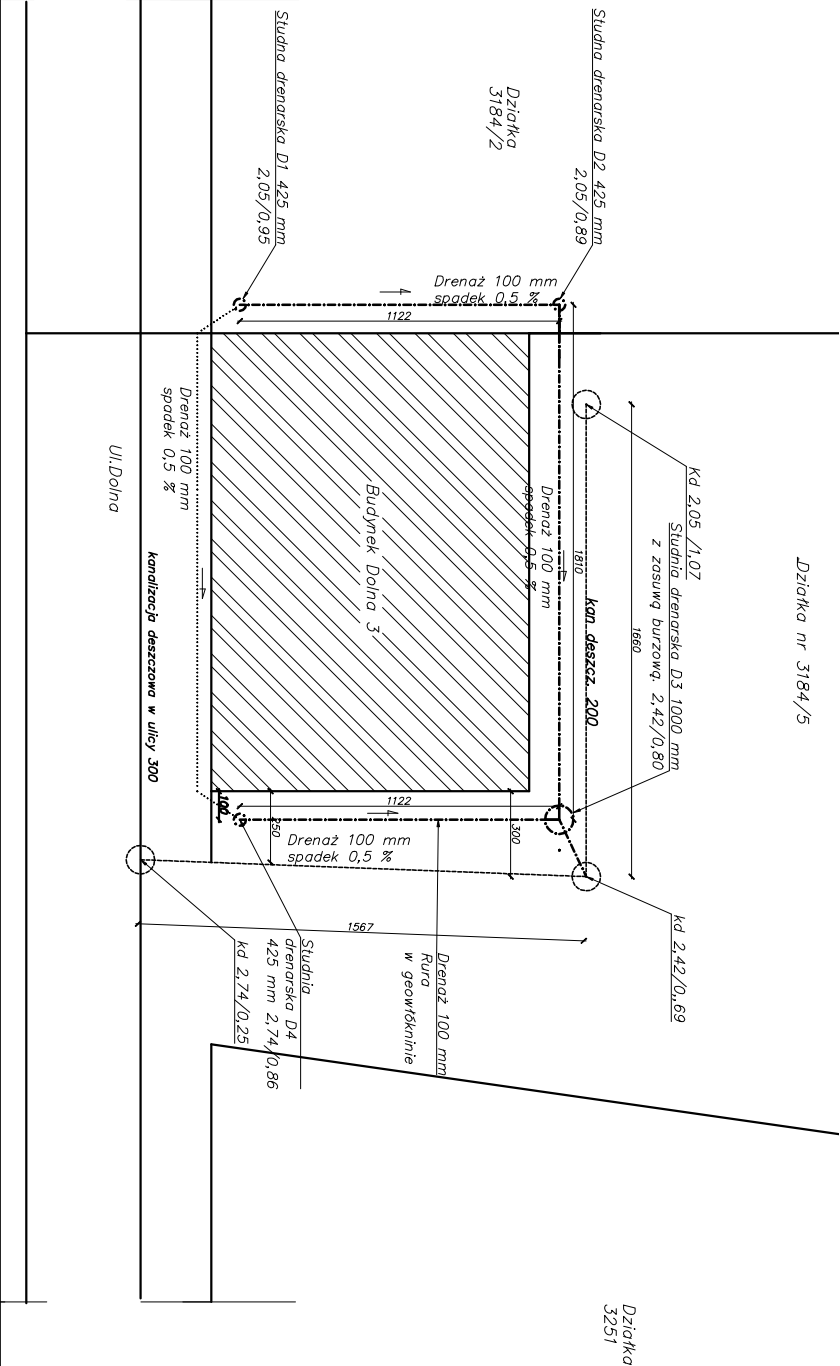 Studna drenarska D1 425 mm
2,05/0,95
Działka
3184/2
Studna drenarska D2 425 mm
2,05/0,89
Drenaż 100 mm
spadek 0,5 %
1122
Drenaż 100 mm
spadek 0,5 %
Ul.Dolna
kanalizacja deszczowa w ulicy 300
Budynek Dolna 3
Drenaż 100 mm
spadek 0,5 %
1810
kan deszcz. 200
1660
Kd 2,05 /1,07
Studnia drenarska D3 1000 mm
z zasuwą burzową. 2,42/0,80
Działka nr 3184/5
100
250
1122
300
Drenaż 100 mm
spadek 0,5 %
1567
kd 2,42/0,,69
Drenaż 100 mm
Rura
w geowłókninie
Studnia
drenarska D4
425 mm 2,74/0,86
kd 2,74/0,25
Działka
3251